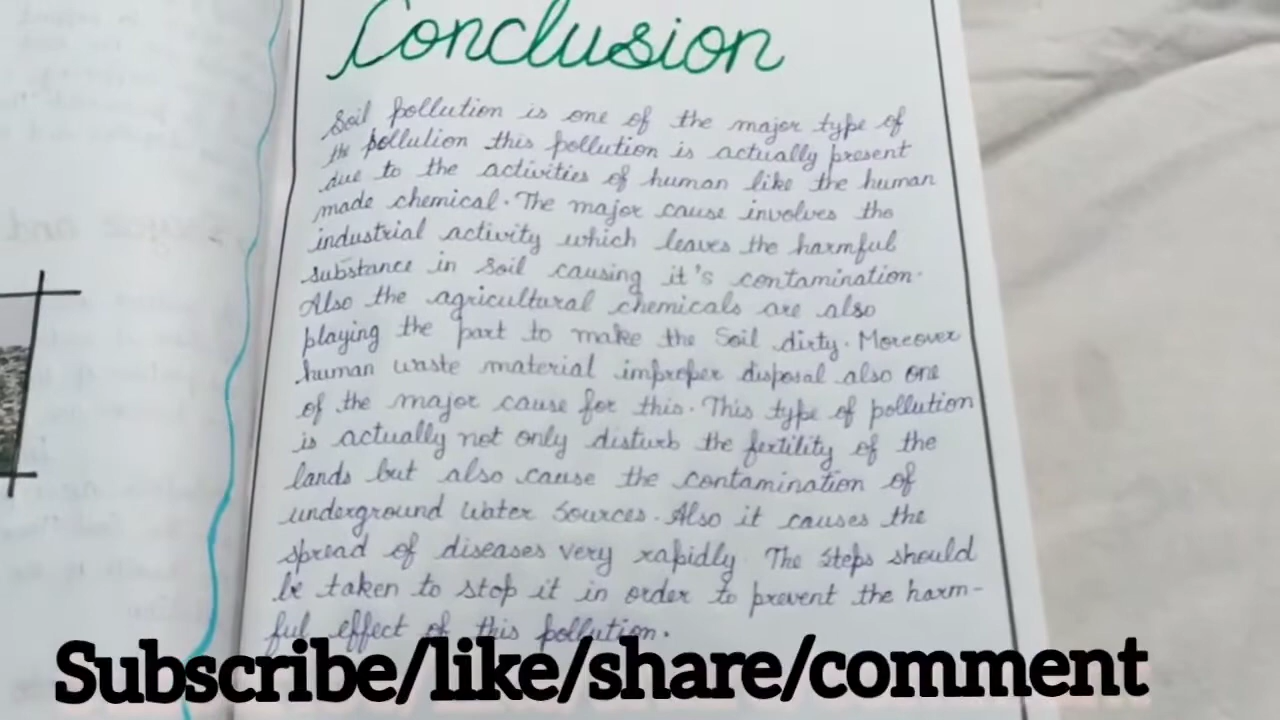 Conclusion
Soil pollution is one of the major type of
the pollution this pollution is actually present
due to the activities of human like the human
made chemical. The major cause involves the
industrial activity which leaves the harmful
substance in soil causing it's contamination.
Also the agricultural chemicals are also
playing the part to make the soil dirty. Moreover
human waste material improper disposal also one
of the major cause for this. This type of pollution
is actually not only disturb the fertility of the
lands but also cause the contamination of
underground water sources. Also it causes the
spread of diseases very rapidly. The steps should
be taken to stop it in order to prevent the harm-
ful effect of this pollution.
Subscribe/like/share/comment